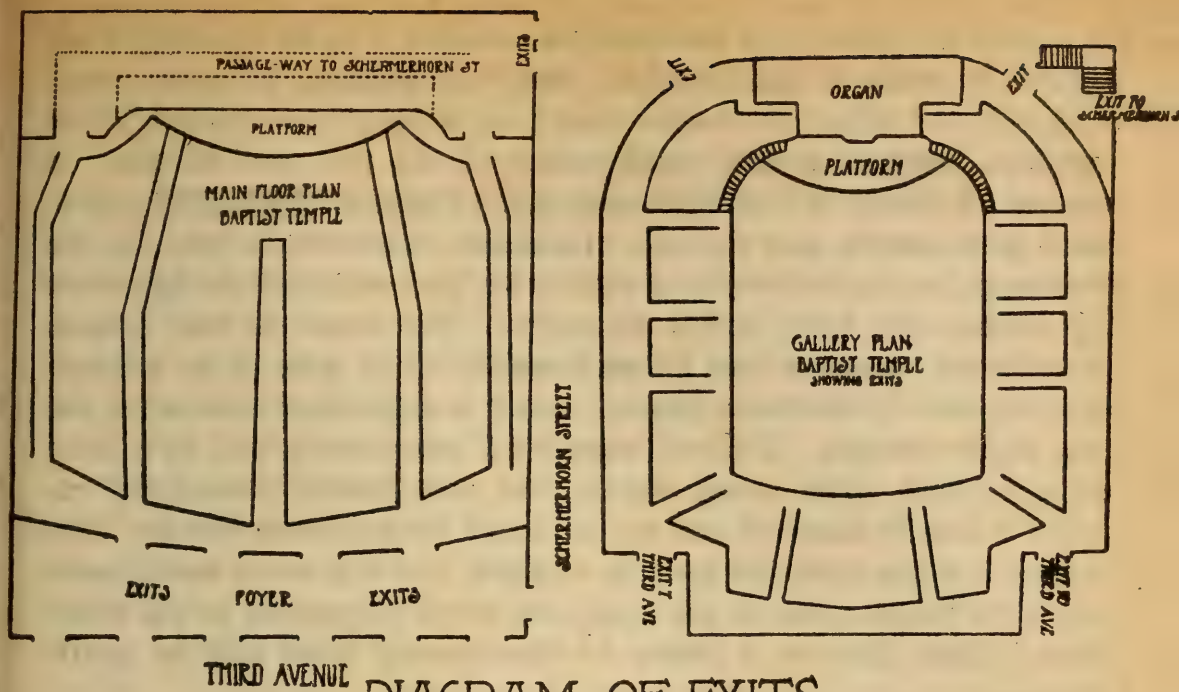 EXITS
PASSAGE-WAY TO SCHERMERHORN ST
PLATFORM
MAIN FLOOR PLAN
BAPTIST TEMPLE
EXITS
FOYER
EXITS
THIRD AVENUE
SCHERMERHORN STREET
EXIT
ORGAN
EXIT
EXIT TO
SCHERMERHORN S
PLATFORM
GALLERY PLAN
BAPTIST TEMPLE
SHOWING EXITS
EXIT T
THIRD AVE
EXIT TO
THIRD AVE
DIAGRAM OF EXITS